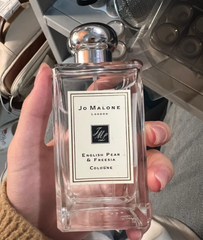 Jo Malone
London
English Pear
& Freesia
Cologne